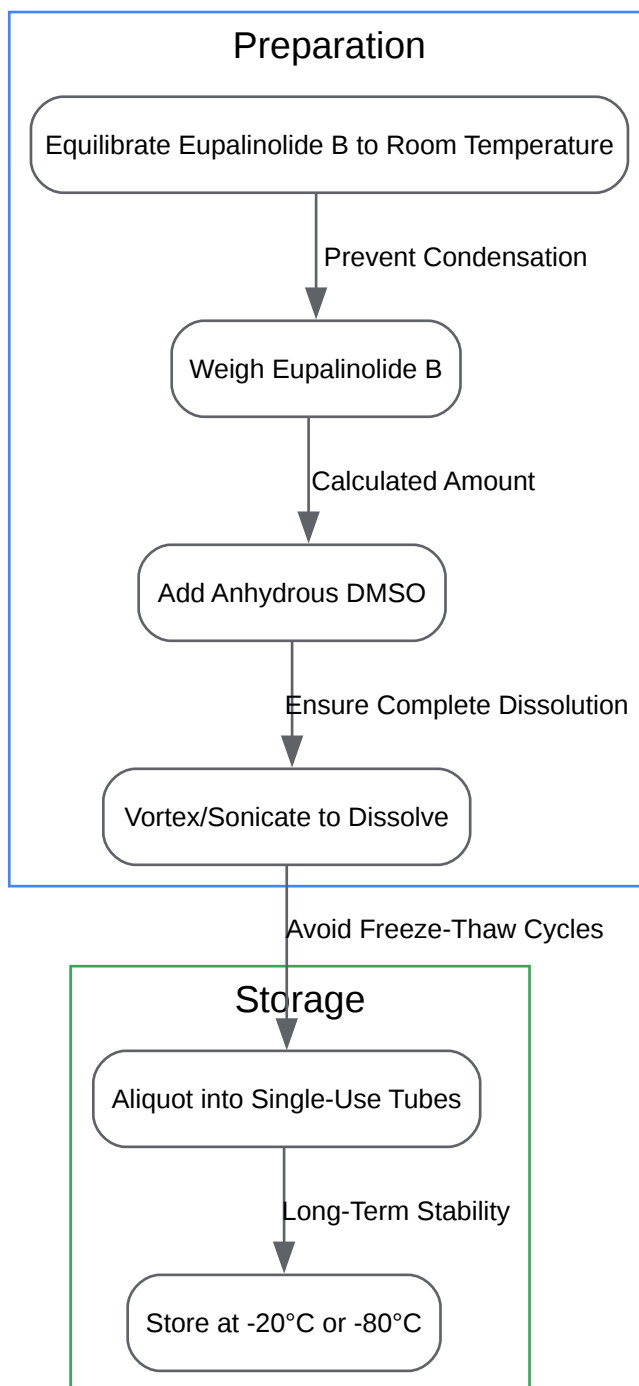 Preparation
Equilibrate Eupalinolide B to Room Temperature
Prevent Condensation
Weigh Eupalinolide B
Calculated Amount
Add Anhydrous DMSO
Ensure Complete Dissolution
Vortex/Sonicate to Dissolve
Avoid Freeze-Thaw Cycles
Storage
Aliquot into Single-Use Tubes
Long-Term Stability
Store at -20°C or -80°C